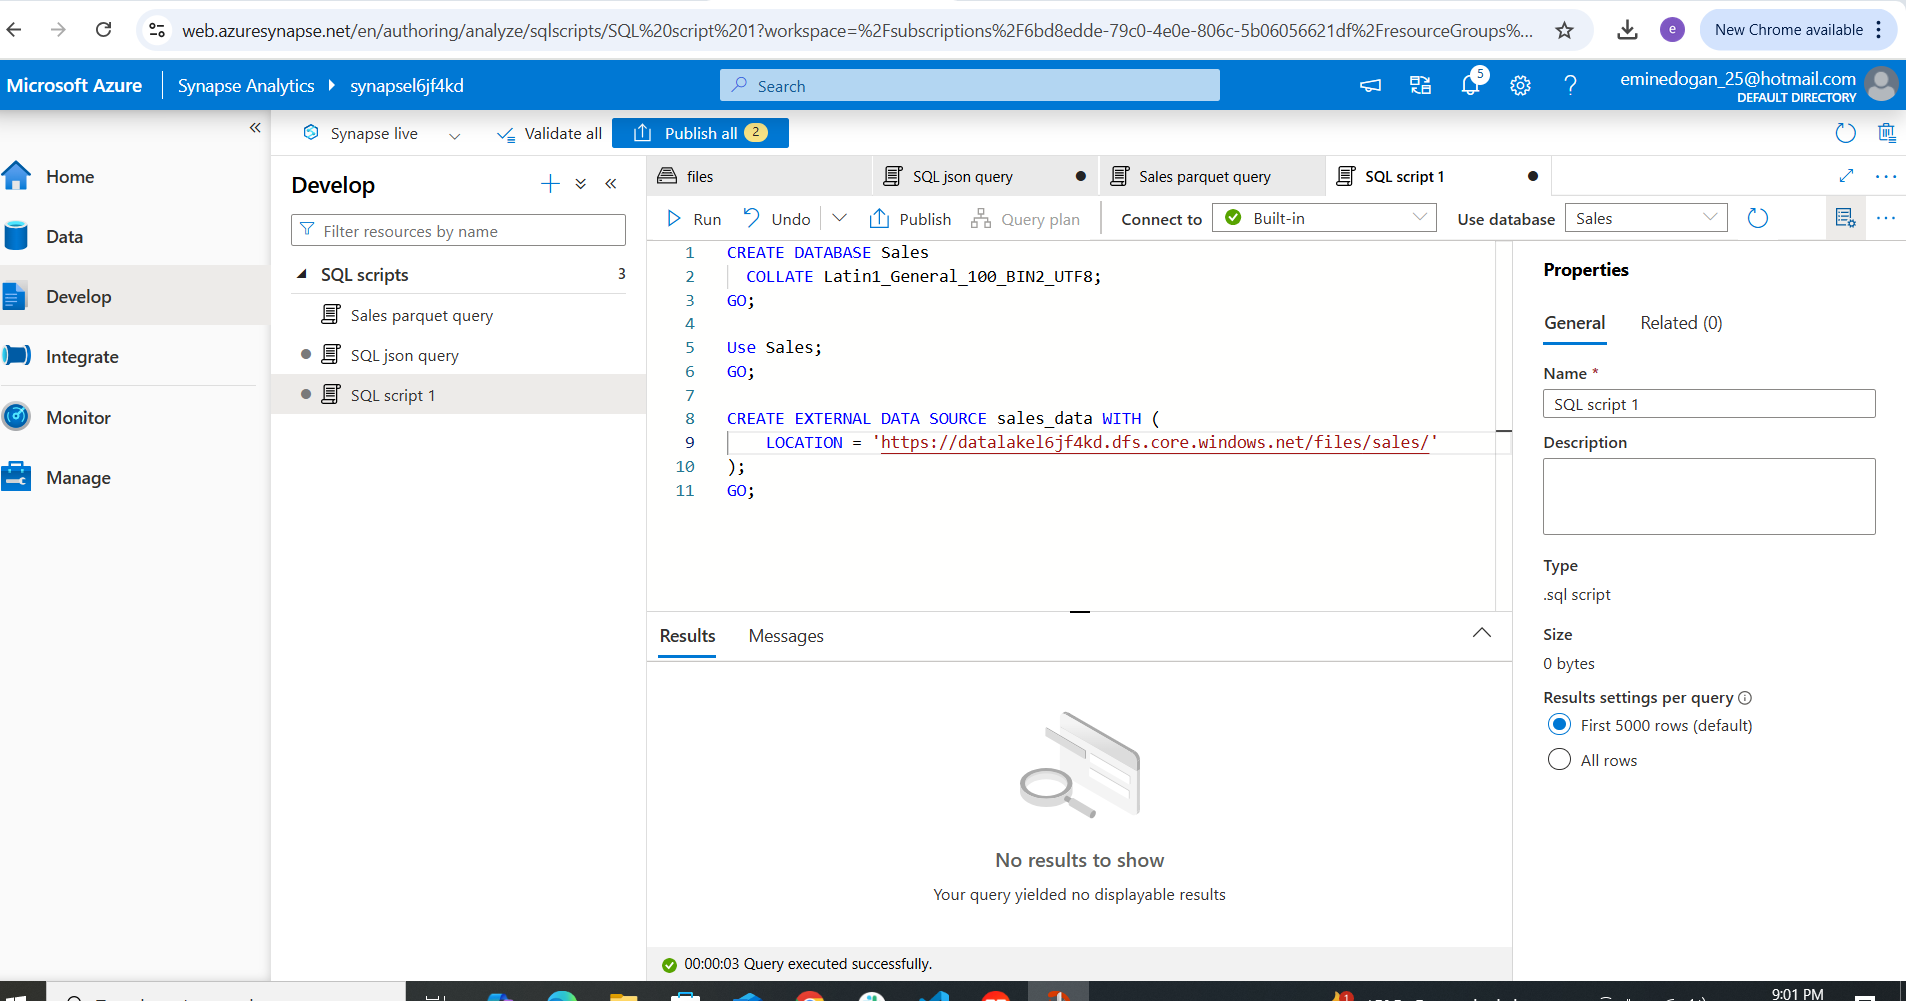 web.azuresynapse.net/en/authoring/analyze/sqlscripts/SQL%20script%201?workspace=%2Fsubscriptions%2F6bd8edde-79c0-4e0e-806c-5b06056621df%2FresourceGroups%...
e
New Chrome available
Microsoft Azure
Synapse Analytics
synapsel6jf4kd
Search
5
eminedogan_25@hotmail.com
DEFAULT DIRECTORY
Synapse live
Validate all
Publish all 2
Home
Data
Develop
Integrate
Monitor
Manage
Develop
Filter resources by name
SQL scripts 3
Sales parquet query
SQL json query
SQL script 1
files
SQL json query
Sales parquet query
SQL script 1
Run
Undo
Publish
Query plan
Connect to
Built-in
Use database
Sales
1 CREATE DATABASE Sales
2 COLLATE Latin1_General_100_BIN2_UTF8;
3 GO;
4
5 Use Sales;
6 GO;
7
8 CREATE EXTERNAL DATA SOURCE sales_data WITH (
9 LOCATION = 'https://datalakel6jf4kd.dfs.core.windows.net/files/sales/'
10 );
11 GO;
Results
Messages
No results to show
Your query yielded no displayable results
00:00:03 Query executed successfully.
Properties
General
Related (0)
Name *
SQL script 1
Description
Type
.sql script
Size
0 bytes
Results settings per query
First 5000 rows (default)
All rows
1
9:01 PM